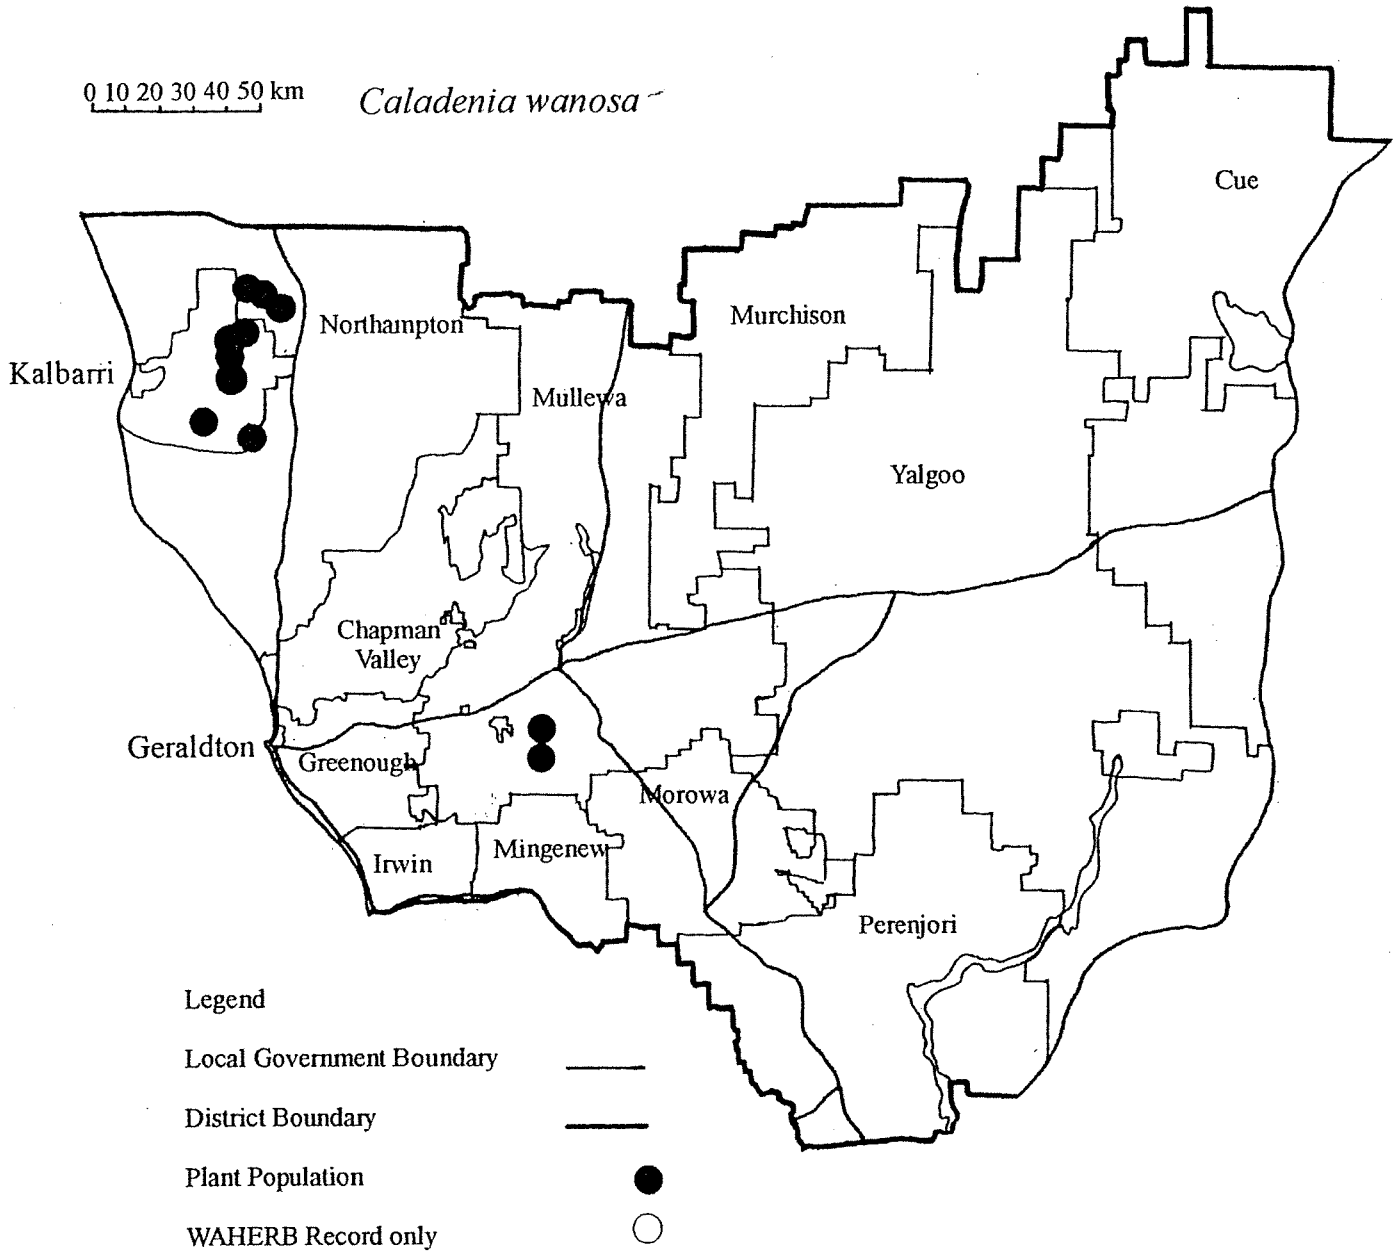 0 10 20 30 40 50 km
Caladenia wanosa
Cue
Northampton
Murchison
Kalbarri
Mullewa
Yalgoo
Chapman
Valley
Geraldton
Greenough
Morowa
Irwin
Mingenew
Perenjori
Legend
Local Government Boundary
District Boundary
Plant Population
WAHERB Record only